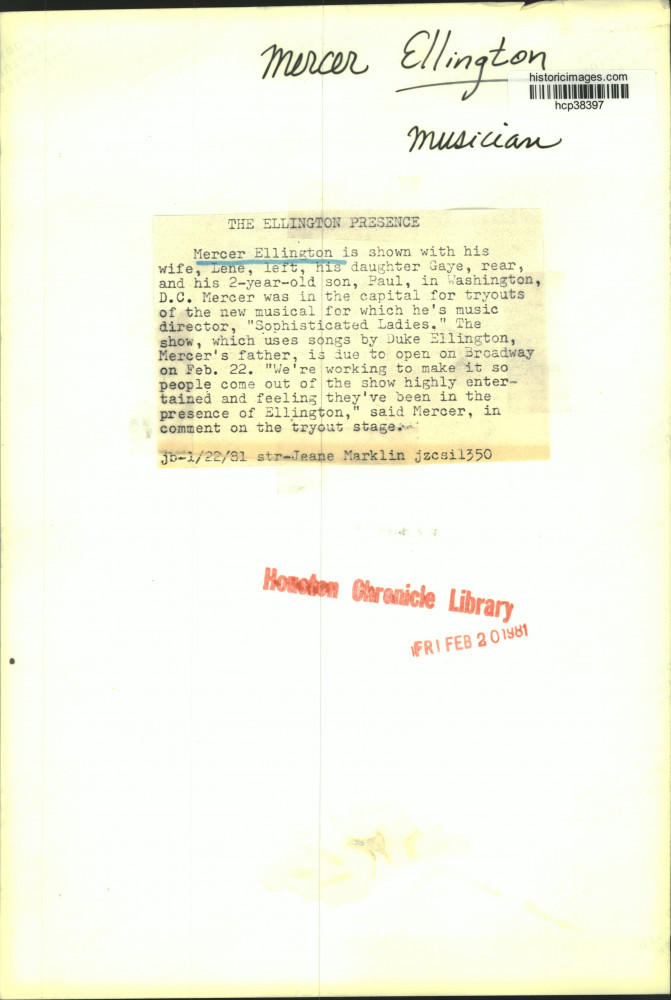 Mercer Ellington
historicimages.com
hcp38397
musician
THE ELLINGTON PRESENCE
Mercer Ellington is shown with his
wife, Lene, left, his daughter Gaye, rear,
and his 2-year-old son, Paul, in Washington,
D.C. Mercer was in the capital for tryouts
of the new musical for which he's music
director, "Sophisticated Ladies." The
show, which uses songs by Duke Ellington,
Mercer's father, is due to open on Broadway
on Feb. 22. "We're working to make it so
people come out of the show highly enter-
tained and feeling they've been in the
presence of Ellington," said Mercer, in
comment on the tryout stage.
jb-1/22/81 str-Jeane Marklin jzcsi1350
Houston Chronicle Library
FRI FEB 20 1981